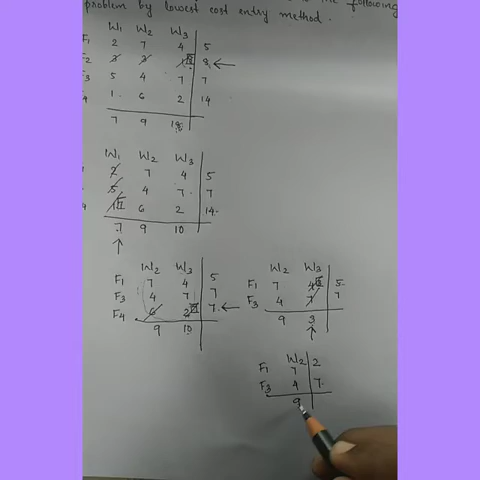 the following
problem by lowest cost entry method.
W₁ W₂ W₃
F₁ 2 7 4 5
F₂ 3 3 8
F₃ 5 4 7 7
4 1 6 2 14
7 9 18
W₁ W₂ W₃
2 7 4 5
5 4 7 7
6 2 14
7 9 10
W₂ W₃
F₁ 7 4 5
F₃ 4 7 7
F₄ 6 2 7
9 10
W₂ W₃
F₁ 7 4 5
F₃ 4 7 7
9 3
W₂
F₁ 7 2
F₃ 4 7
9